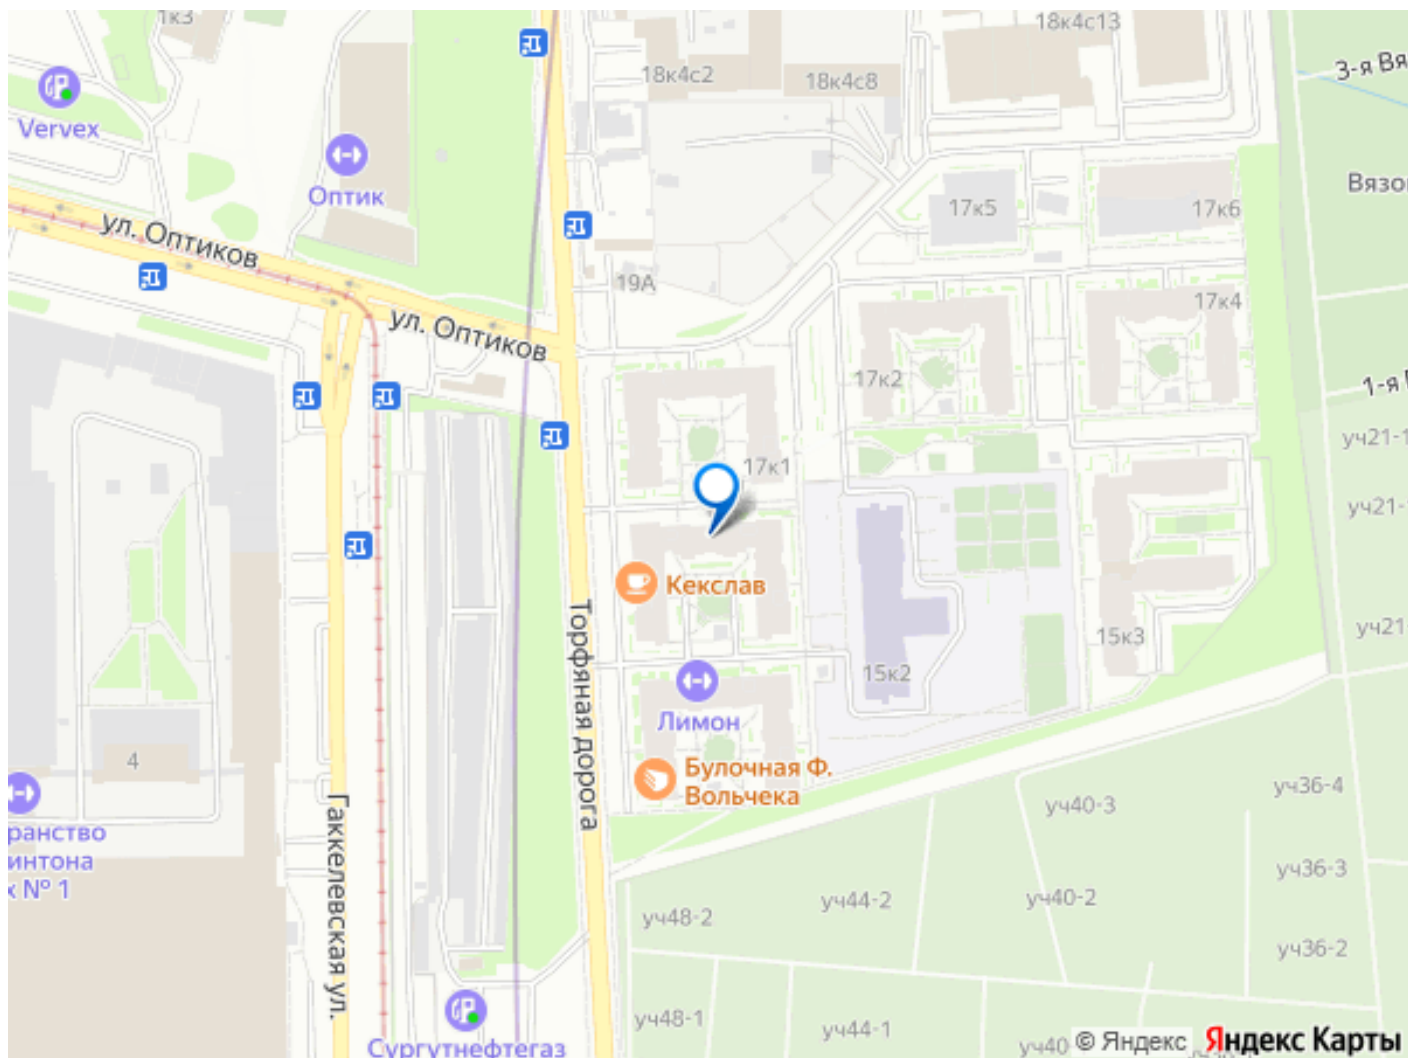 1к3
18к4с2
18к4с8
18к4с13
3-я Вя
Vervex
Оптик
Вязо
ул. Оптиков
17к5
17к6
19А
17к4
ул. Оптиков
17к2
1-я
уч21-1
17к1
уч21-
Кекслав
Торфяная дорога
уч21
15к3
15к2
Лимон
4
Булочная Ф.
Вольчека
Гаккелевская ул.
ранство
интона
х № 1
уч36-4
уч40-3
уч36-3
уч44-2
уч40-2
уч48-2
уч36-2
уч48-1
уч44-1
уч40
© Яндекс
Яндекс Карты
Сургутнефтегаз